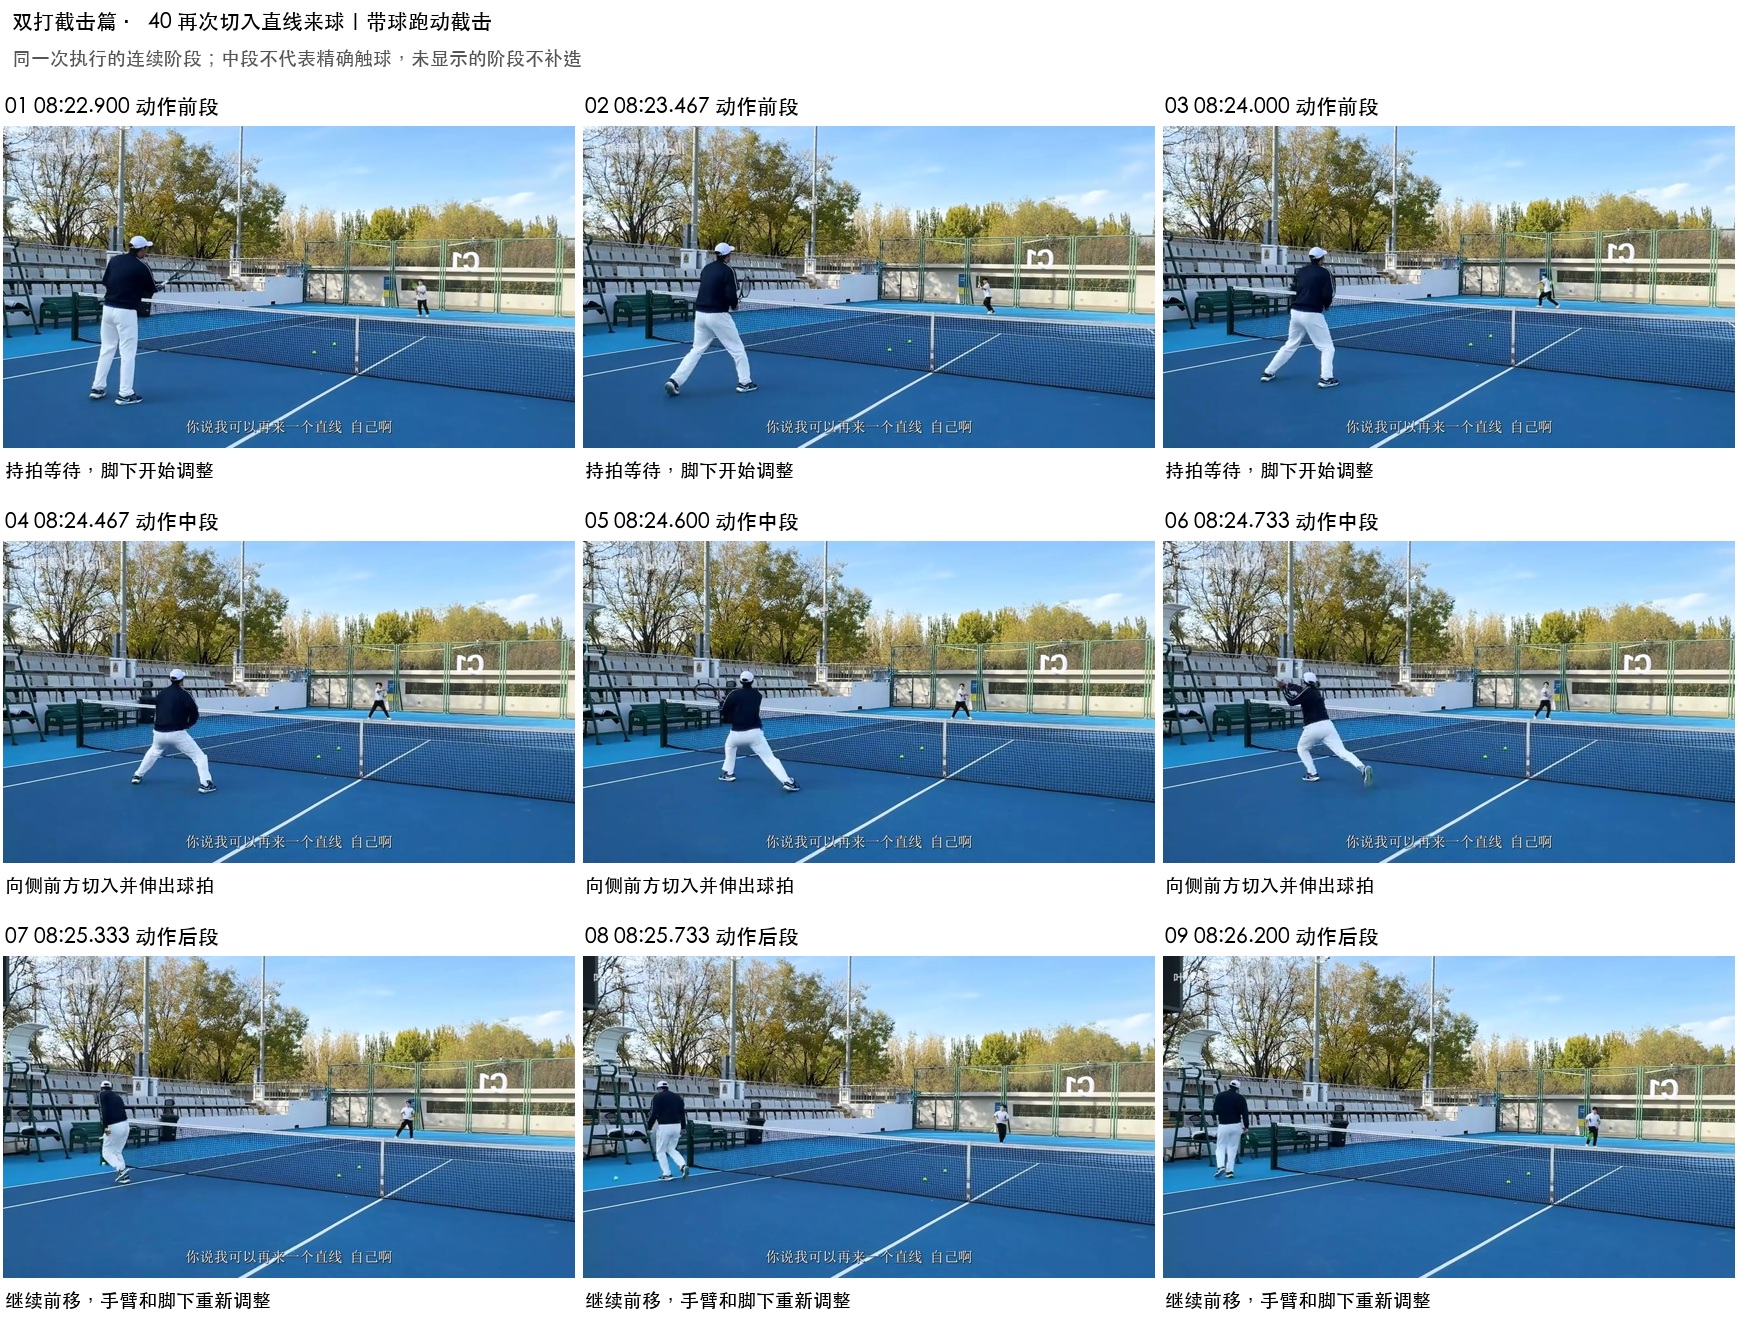 双打截击篇· 40 再次切入直线来球丨带球跑动截击
同一次执行的连续阶段；中段不代表精确触球，未显示的阶段不补造
01 08:22.900 动作前段
02 08:23.467 动作前段
03 08:24.000 动作前段
C1
C1
C1
你说我可以再来一个直线 自己啊
你说我可以再来一个直线 自己啊
你说我可以再来一个直线 自己啊
持拍等待，脚下开始调整
持拍等待，脚下开始调整
持拍等待，脚下开始调整
04 08:24.467 动作中段
05 08:24.600 动作中段
06 08:24.733 动作中段
C1
C1
C1
你说我可以再来一个直线 自己啊
你说我可以再来一个直线 自己啊
你说我可以再来一个直线 自己啊
向侧前方切入并伸出球拍
向侧前方切入并伸出球拍
向侧前方切入并伸出球拍
07 08:25.333 动作后段
08 08:25.733 动作后段
09 08:26.200 动作后段
C1
C1
C1
你说我可以再来一个直线 自己啊
你说我可以再来一个直线 自己啊
继续前移，手臂和脚下重新调整
继续前移，手臂和脚下重新调整
继续前移，手臂和脚下重新调整